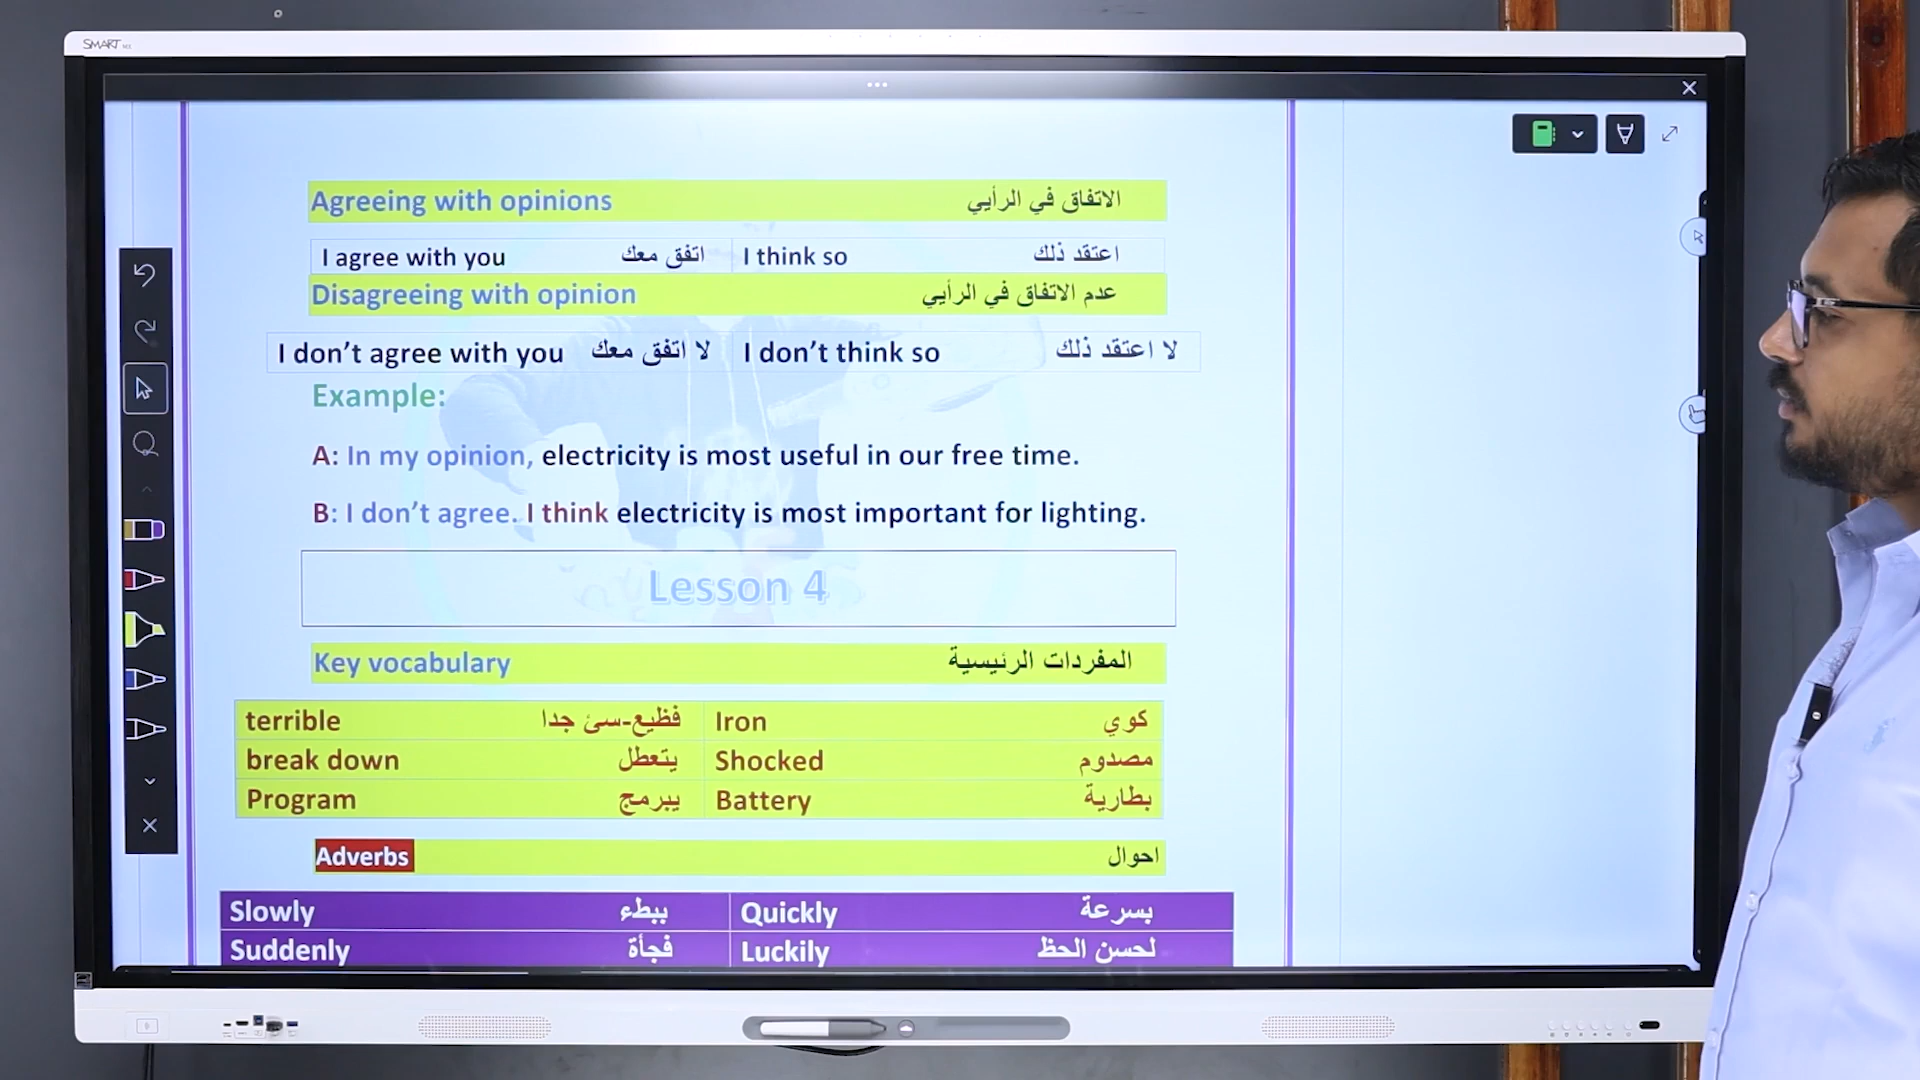 SMART
Agreeing with opinions الاتفاق في الرأيي
I agree with you اتفق معك I think so اعتقد ذلك
Disagreeing with opinion عدم الاتفاق في الرأيي
I don't agree with you لا اتفق معك I don't think so لا اعتقد ذلك
Example:
A: In my opinion, electricity is most useful in our free time.
B: I don't agree. I think electricity is most important for lighting.
Lesson 4
Key vocabulary المفردات الرئيسية
terrible فظيع-سئ جدا Iron كوي
break down يتعطل Shocked مصدوم
Program يبرمج Battery بطارية
Adverbs احوال
Slowly ببطء Quickly بسرعة
Suddenly فجأة Luckily لحسن الحظ